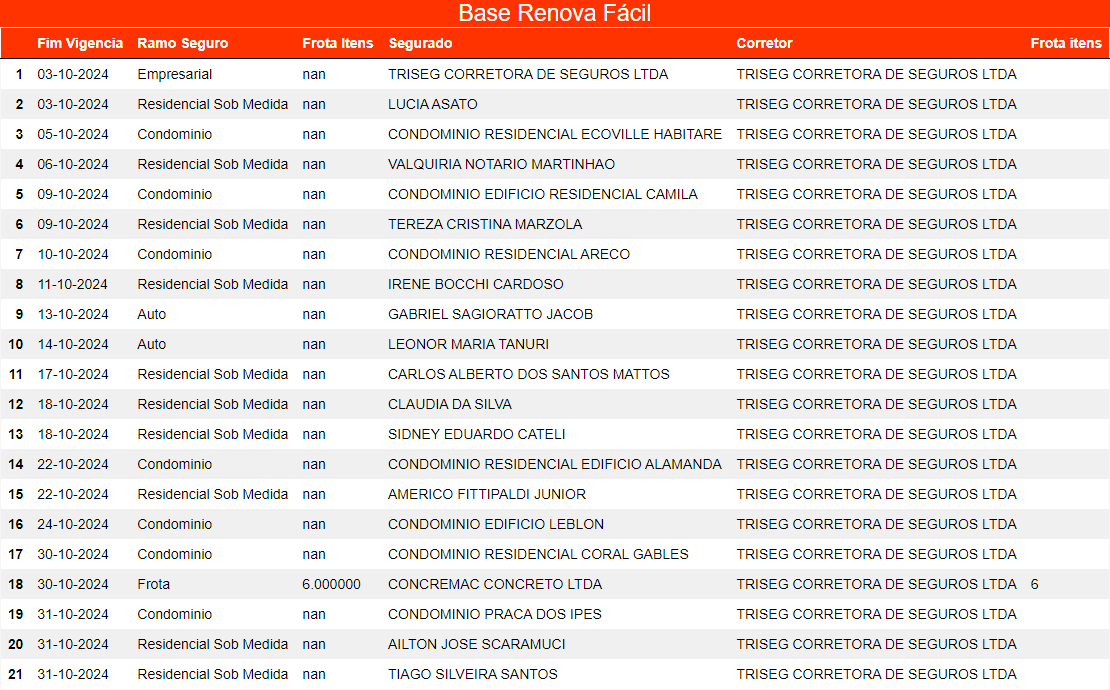 Base Renova Fácil
Fim Vigencia Ramo Seguro Frota Itens Segurado Corretor Frota itens
1 03-10-2024 Empresarial nan TRISEG CORRETORA DE SEGUROS LTDA TRISEG CORRETORA DE SEGUROS LTDA
2 03-10-2024 Residencial Sob Medida nan LUCIA ASATO TRISEG CORRETORA DE SEGUROS LTDA
3 05-10-2024 Condominio nan CONDOMINIO RESIDENCIAL ECOVILLE HABITARE TRISEG CORRETORA DE SEGUROS LTDA
4 06-10-2024 Residencial Sob Medida nan VALQUIRIA NOTARIO MARTINHAO TRISEG CORRETORA DE SEGUROS LTDA
5 09-10-2024 Condominio nan CONDOMINIO EDIFICIO RESIDENCIAL CAMILA TRISEG CORRETORA DE SEGUROS LTDA
6 09-10-2024 Residencial Sob Medida nan TEREZA CRISTINA MARZOLA TRISEG CORRETORA DE SEGUROS LTDA
7 10-10-2024 Condominio nan CONDOMINIO RESIDENCIAL ARECO TRISEG CORRETORA DE SEGUROS LTDA
8 11-10-2024 Residencial Sob Medida nan IRENE BOCCHI CARDOSO TRISEG CORRETORA DE SEGUROS LTDA
9 13-10-2024 Auto nan GABRIEL SAGIORATTO JACOB TRISEG CORRETORA DE SEGUROS LTDA
10 14-10-2024 Auto nan LEONOR MARIA TANURI TRISEG CORRETORA DE SEGUROS LTDA
11 17-10-2024 Residencial Sob Medida nan CARLOS ALBERTO DOS SANTOS MATTOS TRISEG CORRETORA DE SEGUROS LTDA
12 18-10-2024 Residencial Sob Medida nan CLAUDIA DA SILVA TRISEG CORRETORA DE SEGUROS LTDA
13 18-10-2024 Residencial Sob Medida nan SIDNEY EDUARDO CATELI TRISEG CORRETORA DE SEGUROS LTDA
14 22-10-2024 Condominio nan CONDOMINIO RESIDENCIAL EDIFICIO ALAMANDA TRISEG CORRETORA DE SEGUROS LTDA
15 22-10-2024 Residencial Sob Medida nan AMERICO FITTIPALDI JUNIOR TRISEG CORRETORA DE SEGUROS LTDA
16 24-10-2024 Condominio nan CONDOMINIO EDIFICIO LEBLON TRISEG CORRETORA DE SEGUROS LTDA
17 30-10-2024 Condominio nan CONDOMINIO RESIDENCIAL CORAL GABLES TRISEG CORRETORA DE SEGUROS LTDA
18 30-10-2024 Frota 6.000000 CONCREMAC CONCRETO LTDA TRISEG CORRETORA DE SEGUROS LTDA 6
19 31-10-2024 Condominio nan CONDOMINIO PRACA DOS IPES TRISEG CORRETORA DE SEGUROS LTDA
20 31-10-2024 Residencial Sob Medida nan AILTON JOSE SCARAMUCI TRISEG CORRETORA DE SEGUROS LTDA
21 31-10-2024 Residencial Sob Medida nan TIAGO SILVEIRA SANTOS TRISEG CORRETORA DE SEGUROS LTDA